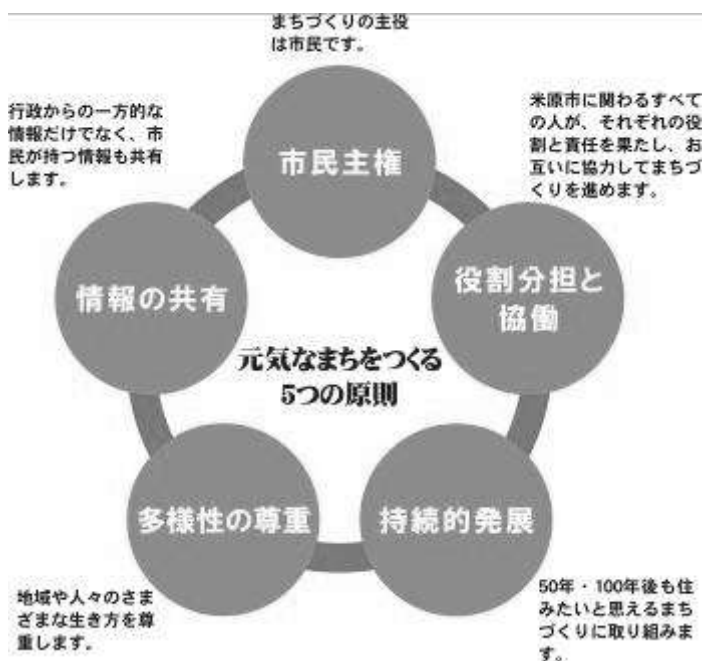 まちづくりの主役
は市民です。
市民主権
米原市に関わるすべて
の人が、それぞれの役
割と責任を果たし、お
互いに協力してまちづ
くりを進めます。
役割分担と
協働
50年・100年後も住
みたいと思えるまち
づくりに取り組みま
す。
持続的発展
地域や人々のさま
ざまな生き方を尊
重します。
多様性の尊重
行政からの一方的な
情報だけでなく、市
民が持つ情報も共有
します。
情報の共有
元気なまちをつくる
5つの原則